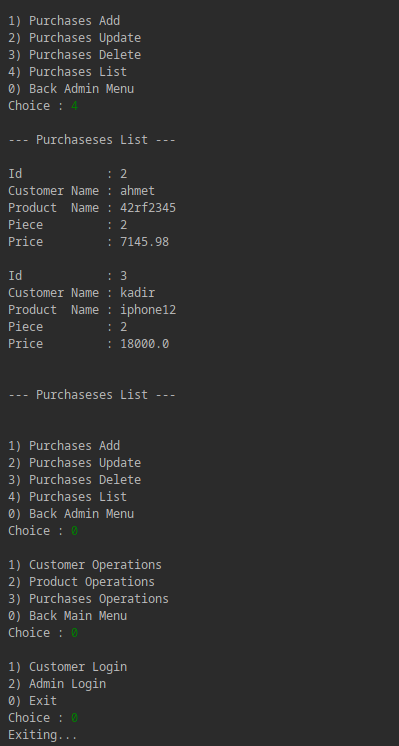 1) Purchases Add
2) Purchases Update
3) Purchases Delete
4) Purchases List
0) Back Admin Menu
Choice : 4
--- Purchaseses List ---
Id            : 2
Customer Name : ahmet
Product  Name : 42rf2345
Piece         : 2
Price         : 7145.98
Id            : 3
Customer Name : kadir
Product  Name : iphone12
Piece         : 2
Price         : 18000.0
--- Purchaseses List ---
1) Purchases Add
2) Purchases Update
3) Purchases Delete
4) Purchases List
0) Back Admin Menu
Choice : 0
1) Customer Operations
2) Product Operations
3) Purchases Operations
0) Back Main Menu
Choice : 0
1) Customer Login
2) Admin Login
0) Exit
Choice : 0
Exiting...